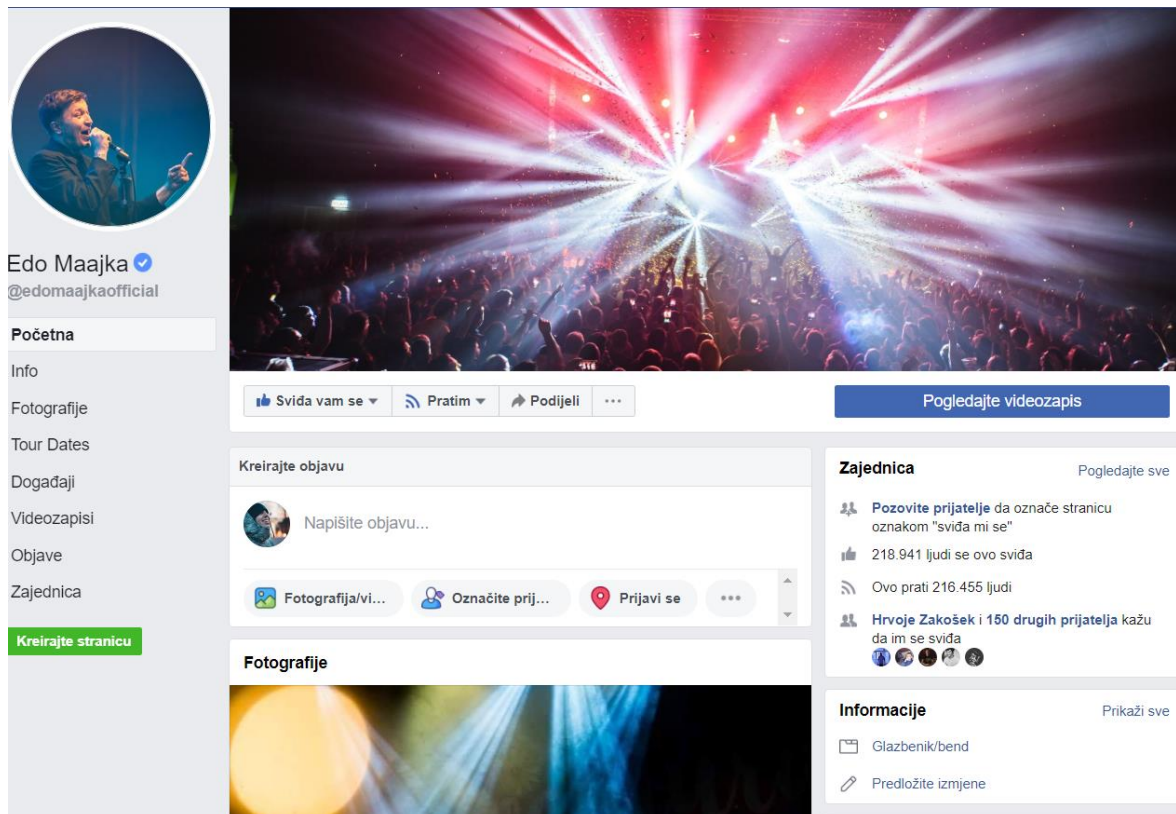 Edo Maajka
@edomaajkaofficial
Početna
Info
Fotografije
Tour Dates
Događaji
Videozapisi
Objave
Zajednica
Kreirajte stranicu
Sviđa vam se
Pratim
Podijeli
...
Pogledajte videozapis
Kreirajte objavu
Napišite objavu...
Fotografija/vi...
Označite prij...
Prijavi se
...
Fotografije
Zajednica
Pogledajte sve
Pozovite prijatelje da označe stranicu
oznakom "sviđa mi se"
218.941 ljudi se ovo sviđa
Ovo prati 216.455 ljudi
Hrvoje Zakošek i 150 drugih prijatelja kažu
da im se sviđa
Informacije
Prikaži sve
Glazbenik/bend
Predložite izmjene